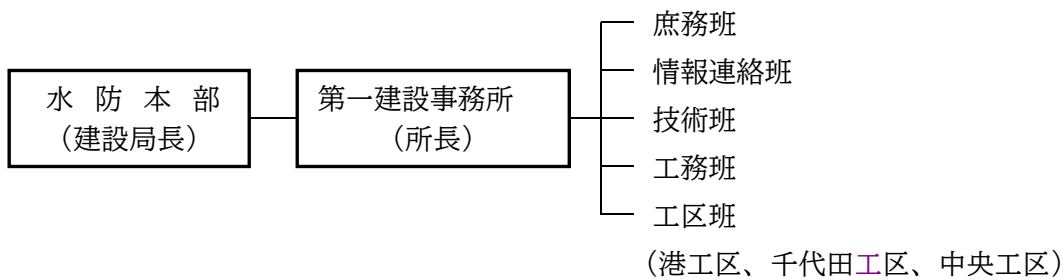 水防本部
（建設局長）
第一建設事務所
（所長）
庶務班
情報連絡班
技術班
工務班
工区班
（港工区、千代田工区、中央工区）